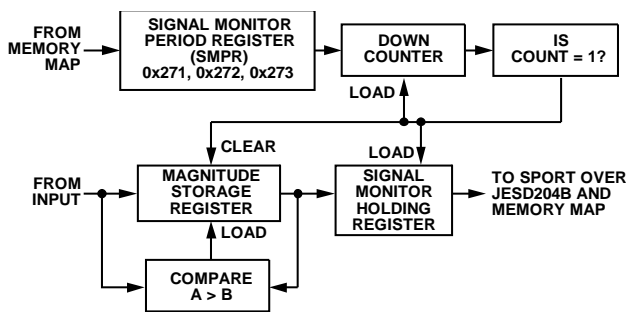 FROM
MEMORY
MAP
SIGNAL MONITOR
PERIOD REGISTER
(SMPR)
0x271, 0x272, 0x273
DOWN
COUNTER
IS
COUNT = 1?
LOAD
CLEAR
LOAD
FROM
INPUT
MAGNITUDE
STORAGE
REGISTER
SIGNAL
MONITOR
HOLDING
REGISTER
TO SPORT OVER
JESD204B AND
MEMORY MAP
LOAD
COMPARE
A > B